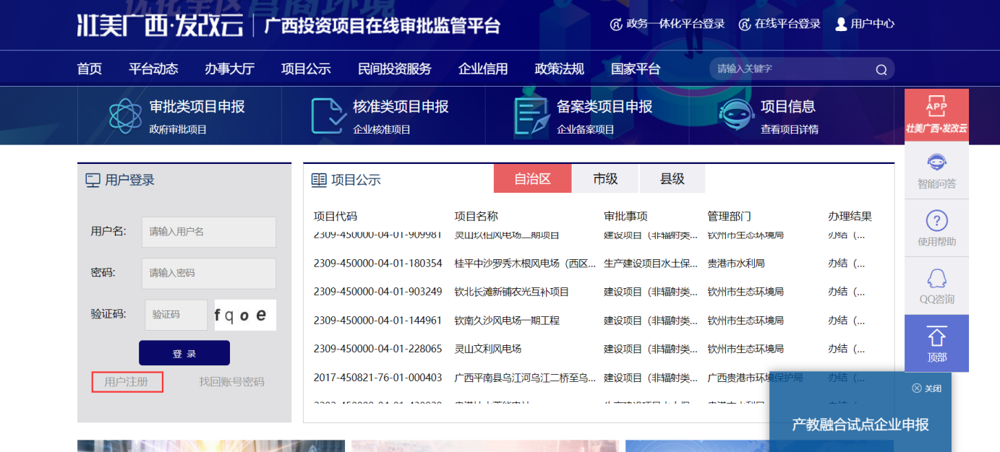 优化全区营商环境
壮美广西·发改云 广西投资项目在线审批监管平台
政务一体化平台登录 在线平台登录 用户中心
首页 平台动态 办事大厅 项目公示 民间投资服务 企业信用 政策法规 国家平台 请输入关键字
审批类项目申报 核准类项目申报 备案类项目申报 项目信息
政府审批项目 企业核准项目 企业备案项目 查看项目详情
APP
壮美广西·发改云
智能问答
使用帮助
QQ咨询
顶部
用户登录
用户名: 请输入用户名
密码: 请输入密码
验证码: 验证码 fqoe
登 录
用户注册 找回账号密码
项目公示 自治区 市级 县级
项目代码 项目名称 审批事项 管理部门 办理结果
2309-450000-04-01-909981 灵山玖伯风电场二期项目 建设项目（非辐射类... 钦州市生态环境局 办结（...
2309-450000-04-01-180354 桂平中沙罗秀木根风电场（西区... 生产建设项目水土保... 贵港市水利局 办结（...
2309-450000-04-01-903249 钦北长滩新铺农光互补项目 建设项目（非辐射类... 钦州市生态环境局 办结（...
2309-450000-04-01-144961 钦南久沙风电场一期工程 建设项目（非辐射类... 钦州市生态环境局 办结（...
2309-450000-04-01-228065 灵山文利风电场 建设项目（非辐射类... 钦州市生态环境局 办结（...
2017-450821-76-01-000403 广西平南县乌江河乌江二桥至乌... 建设项目（非辐射类... 广西贵港市环境保护局 办结（...
关闭
产教融合试点企业申报